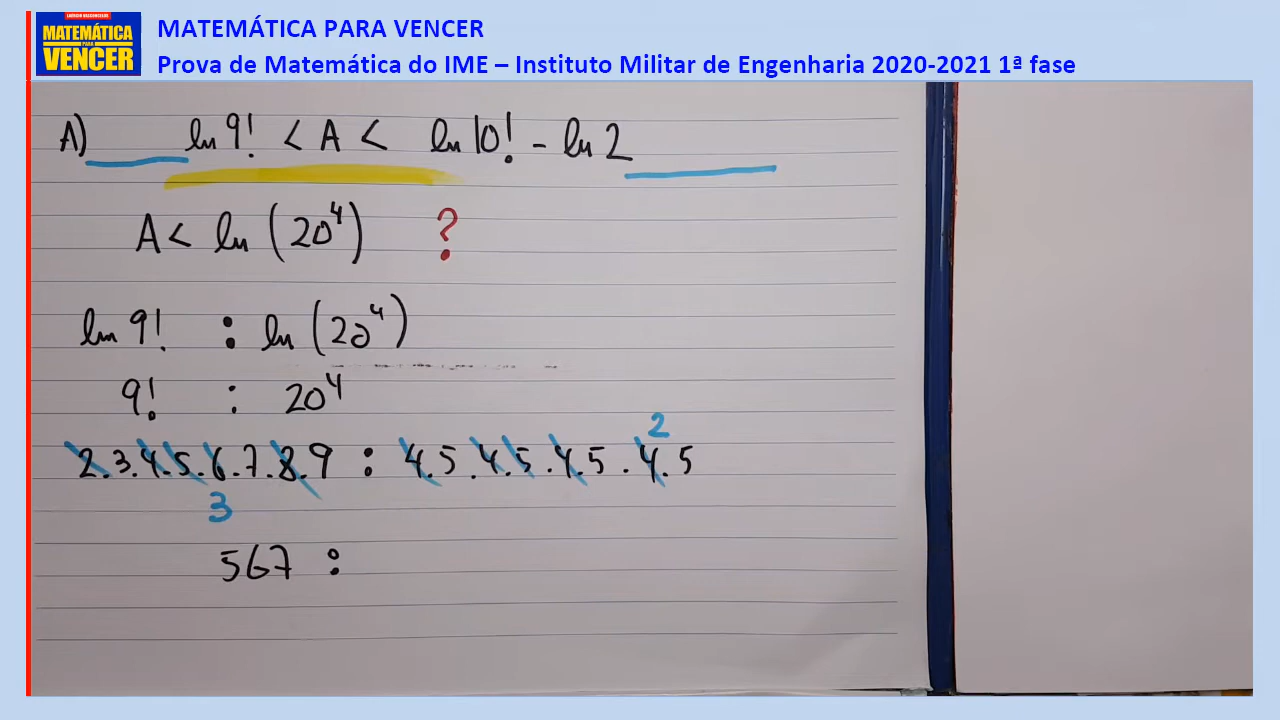 LAÉRCIO VASCONCELOS
MATEMÁTICA
PARA
VENCER
MATEMÁTICA PARA VENCER
Prova de Matemática do IME – Instituto Militar de Engenharia 2020-2021 1ª fase
A) ln 9! < A < ln 10! - ln 2
A < ln (20⁴) ?
ln 9! : ln (20⁴)
9! : 20⁴
2
2.3.4.5.6.7.8.9 : 4.5.4.5.4.5.4.5
3
567 :